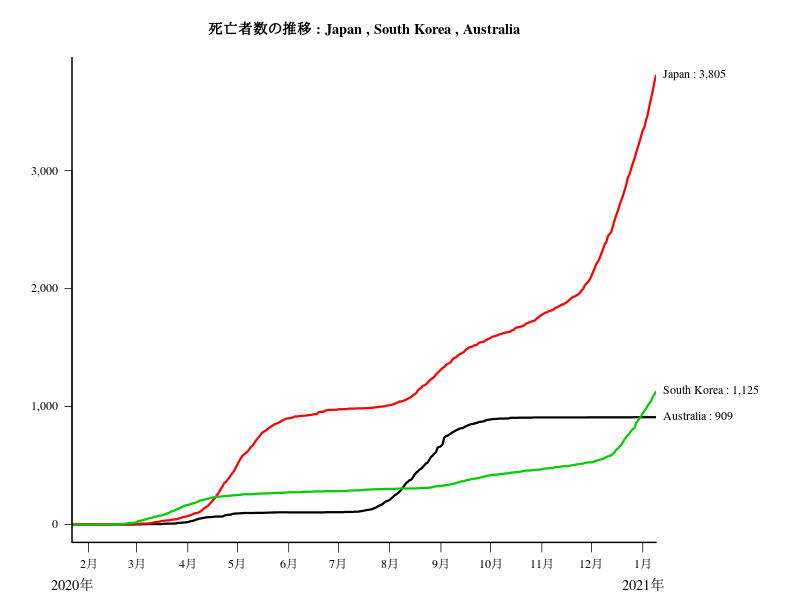 死亡者数の推移 : Japan , South Korea , Australia
Japan : 3,805
3,000
2,000
South Korea : 1,125
1,000
Australia : 909
0
2月 3月 4月 5月 6月 7月 8月 9月 10月 11月 12月 1月
2020年 2021年